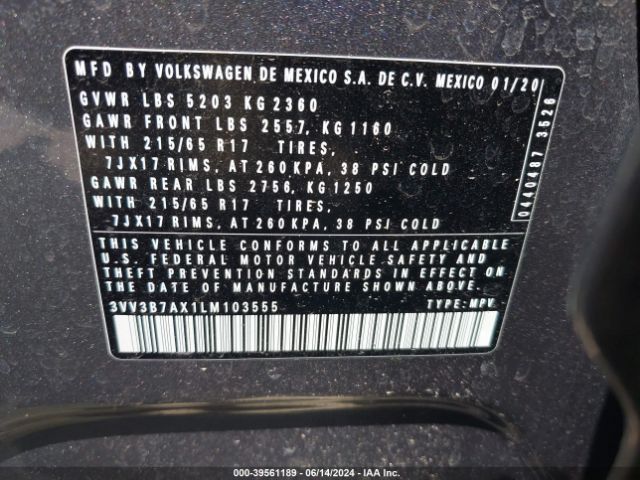 MFD BY VOLKSWAGEN DE MEXICO S.A. DE C.V. MEXICO 01/20
GVWR LBS 5203 KG 2360
GAWR FRONT LBS 2557, KG 1160
WITH 215/65 R17 TIRES,
7JX17 RIMS, AT 260 KPA, 38 PSI COLD
GAWR REAR LBS 2756, KG 1250
WITH 215/65 R17 TIRES,
7JX17 RIMS, AT 260 KPA, 38 PSI COLD
0440487 3526
THIS VEHICLE CONFORMS TO ALL APPLICABLE
U.S. FEDERAL MOTOR VEHICLE SAFETY AND
THEFT PREVENTION STANDARDS IN EFFECT ON
THE DATE OF MANUFACTURE SHOWN ABOVE.
3VV3B7AX1LM103555 TYPE: MPV
000-39561189 - 06/14/2024 - IAA Inc.